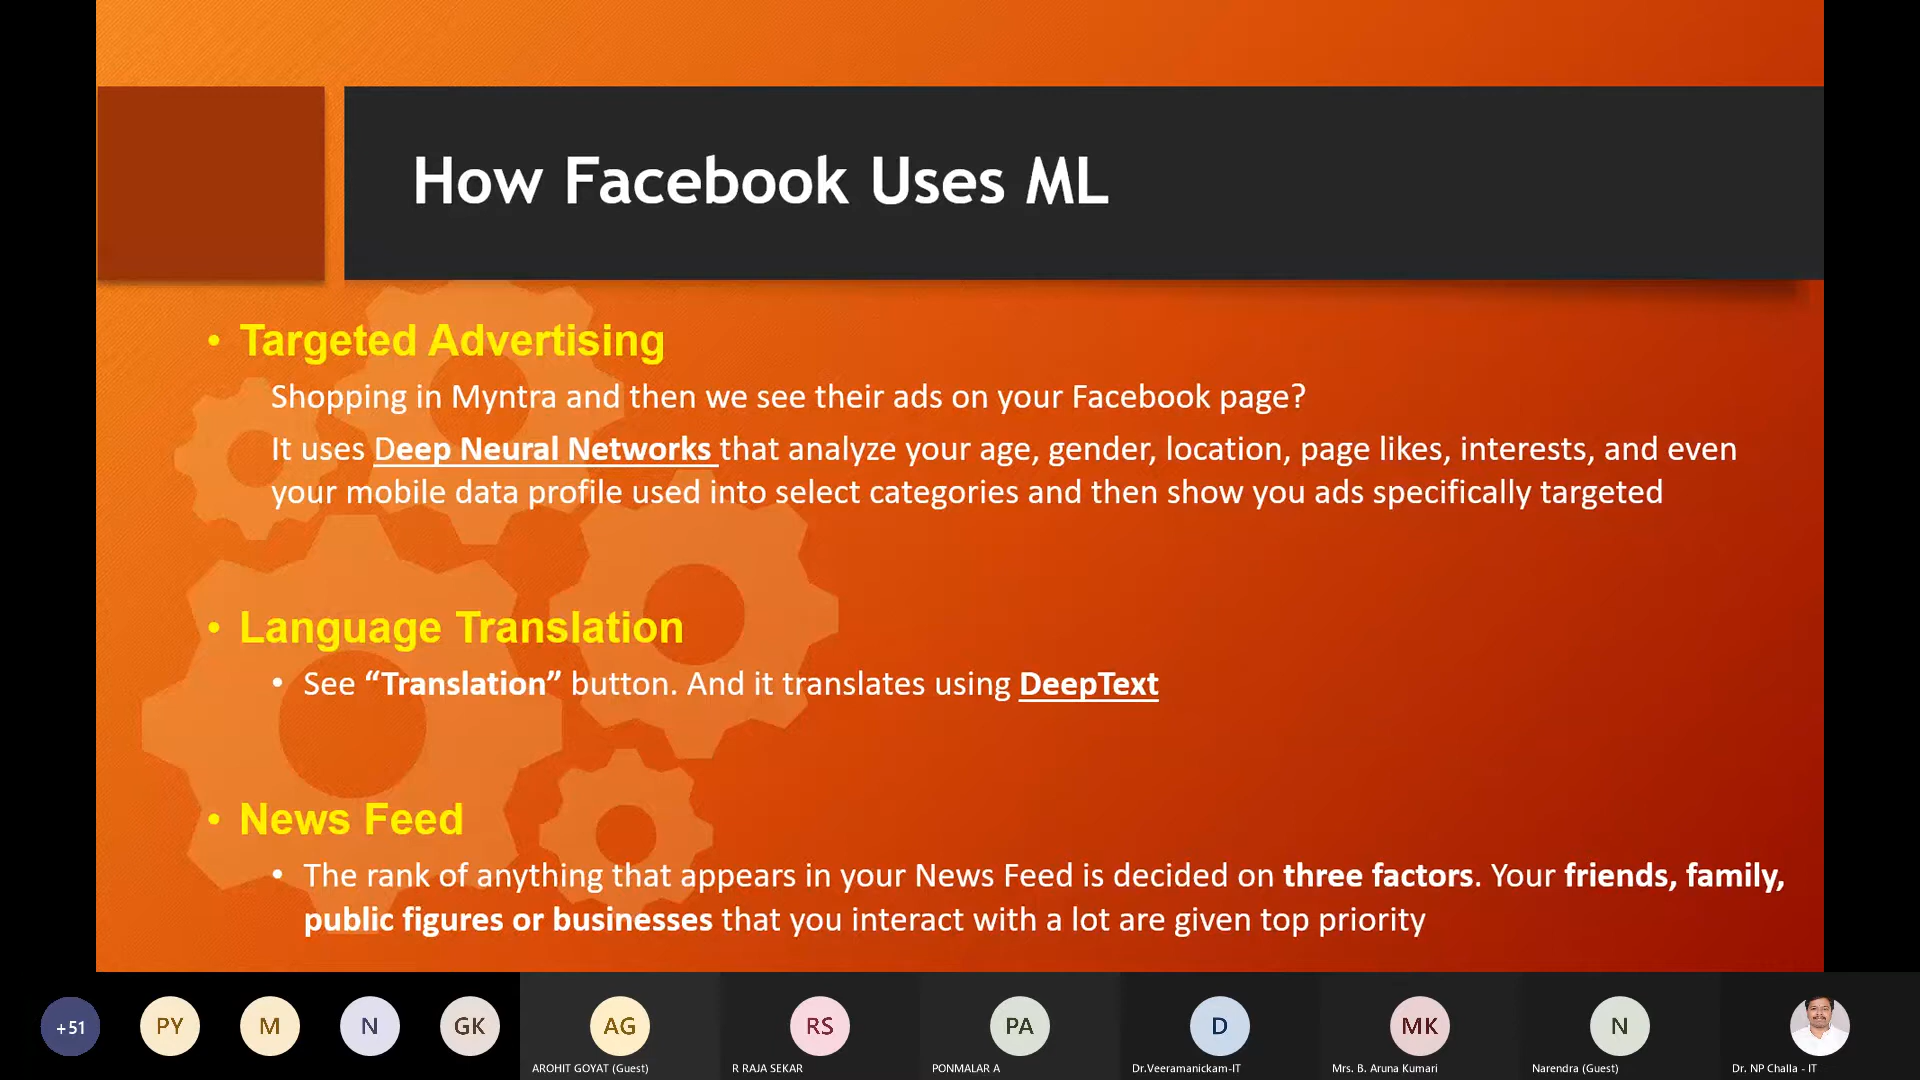 How Facebook Uses ML
• Targeted Advertising
Shopping in Myntra and then we see their ads on your Facebook page?
It uses Deep Neural Networks that analyze your age, gender, location, page likes, interests, and even
your mobile data profile used into select categories and then show you ads specifically targeted
• Language Translation
• See “Translation” button. And it translates using DeepText
• News Feed
• The rank of anything that appears in your News Feed is decided on three factors. Your friends, family,
public figures or businesses that you interact with a lot are given top priority
+51 PY M N GK AG RS PA D MK N
AROHIT GOYAT (Guest) R RAJA SEKAR PONMALAR A Dr.Veeramanickam-IT Mrs. B. Aruna Kumari Narendra (Guest) Dr. NP Challa - IT